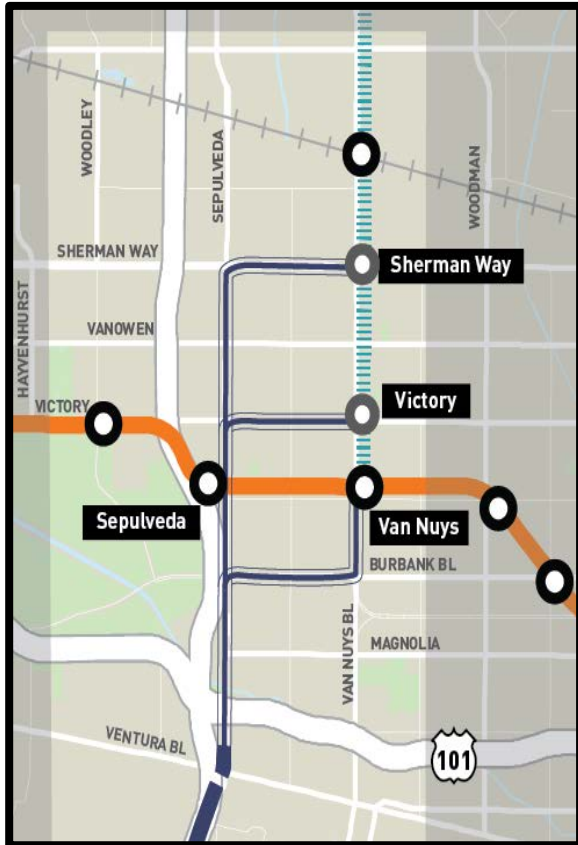 WOODLEY
SEPULVEDA
WOODMAN
SHERMAN WAY
Sherman Way
HAYVENHURST
VANOWEN
VICTORY
Victory
Sepulveda
Van Nuys
BURBANK BL
VAN NUYS BL
MAGNOLIA
VENTURA BL
101